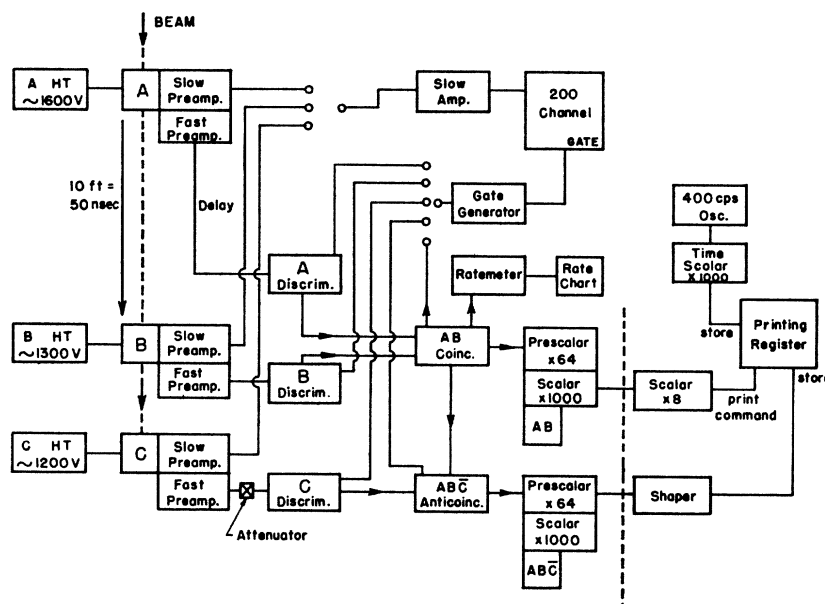 BEAM
A HT
~1600V
A
Slow
Preamp.
Fast
Preamp.
Slow
Amp.
200
Channel
GATE
10 ft =
50 nsec
Delay
Gate
Generator
400 cps
Osc.
A
Discrim.
Ratemeter
Rate
Chart
Time
Scalar
x1000
store
Printing
Register
store
B HT
~1300V
B
Slow
Preamp.
Fast
Preamp.
B
Discrim.
AB
Coinc.
Prescalar
x64
Scalar
x1000
AB
Scalar
x8
print
command
C HT
~1200V
C
Slow
Preamp.
Fast
Preamp.
Attenuator
C
Discrim.
ABC̅
Anticoinc.
Prescalar
x 64
Scalar
x1000
ABC̅
Shaper